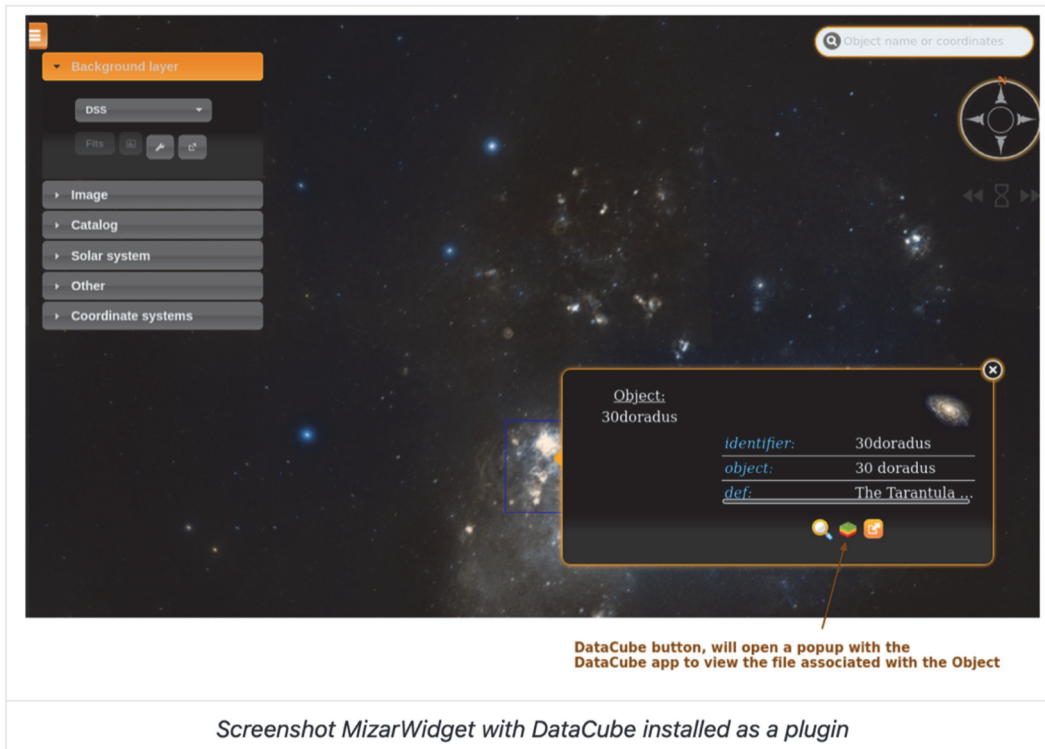 Background layer
Object name or coordinates
N
DSS
Fits
Image
Catalog
Solar system
Other
Coordinate systems
Object:
30doradus
identifier: 30doradus
object: 30 doradus
def: The Tarantula ...
DataCube button, will open a popup with the
DataCube app to view the file associated with the Object
Screenshot MizarWidget with DataCube installed as a plugin